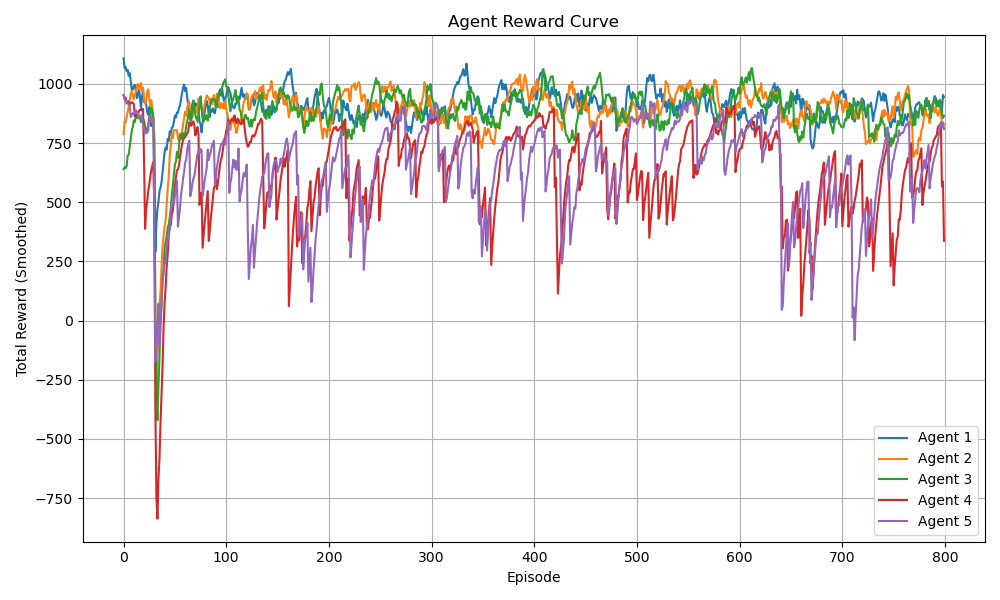 Agent Reward Curve
Total Reward (Smoothed)
1000
750
500
250
0
−250
−500
−750
0 100 200 300 400 500 600 700 800
Episode
Agent 1
Agent 2
Agent 3
Agent 4
Agent 5